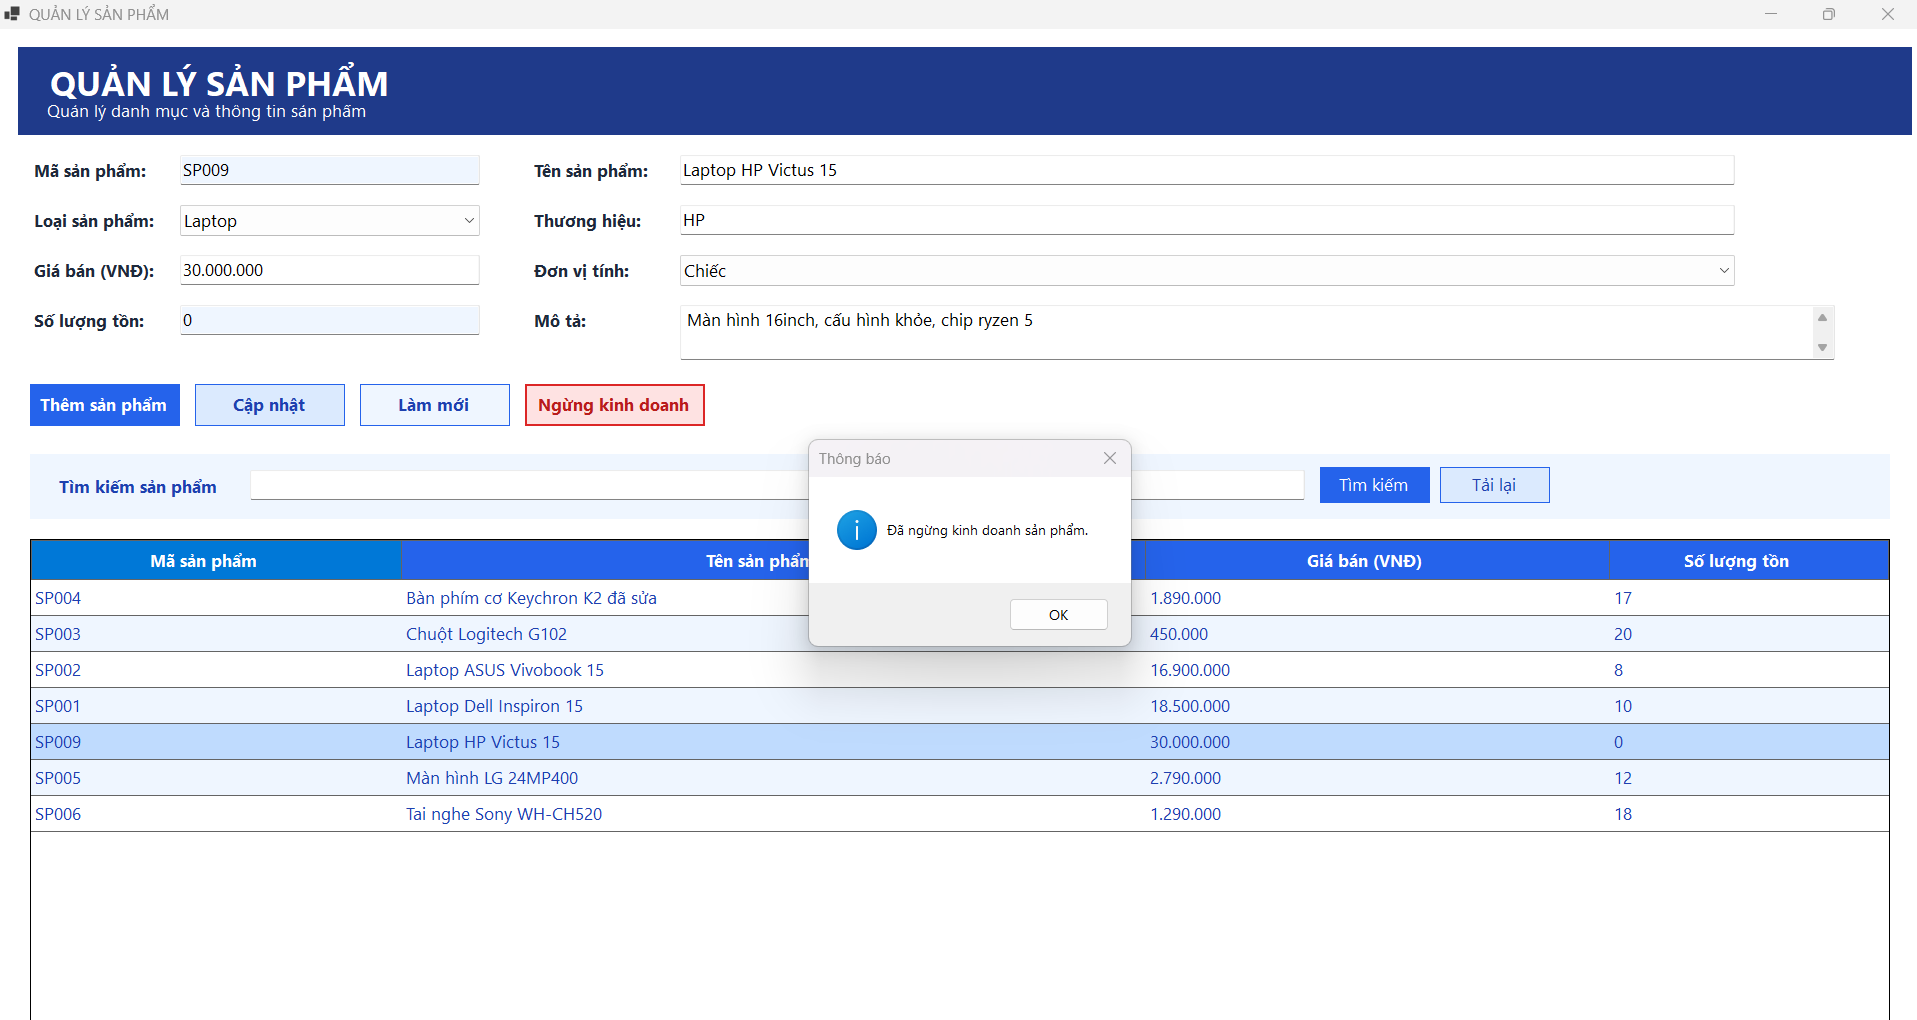 QUẢN LÝ SẢN PHẨM
QUẢN LÝ SẢN PHẨM
Quản lý danh mục và thông tin sản phẩm
Mã sản phẩm: SP009 Tên sản phẩm: Laptop HP Victus 15
Loại sản phẩm: Laptop Thương hiệu: HP
Giá bán (VNĐ): 30.000.000 Đơn vị tính: Chiếc
Số lượng tồn: 0 Mô tả: Màn hình 16inch, cấu hình khỏe, chip ryzen 5
Thêm sản phẩm Cập nhật Làm mới Ngừng kinh doanh
Thông báo
Đã ngừng kinh doanh sản phẩm.
OK
Tìm kiếm sản phẩm Tìm kiếm Tải lại
Mã sản phẩm Tên sản phẩm Giá bán (VNĐ) Số lượng tồn
SP004 Bàn phím cơ Keychron K2 đã sửa 1.890.000 17
SP003 Chuột Logitech G102 450.000 20
SP002 Laptop ASUS Vivobook 15 16.900.000 8
SP001 Laptop Dell Inspiron 15 18.500.000 10
SP009 Laptop HP Victus 15 30.000.000 0
SP005 Màn hình LG 24MP400 2.790.000 12
SP006 Tai nghe Sony WH-CH520 1.290.000 18